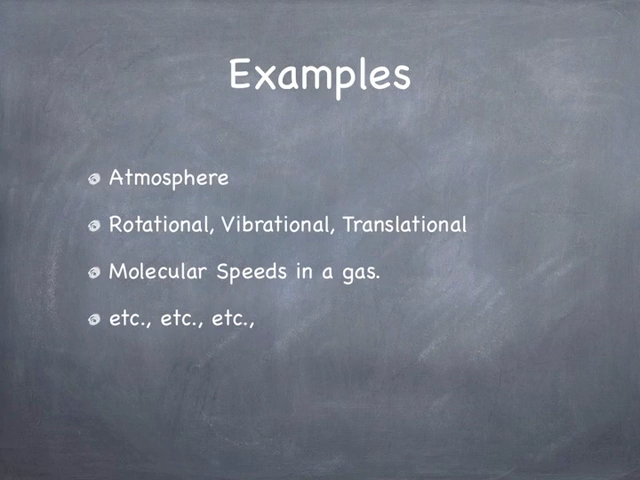 Examples
Atmosphere
Rotational, Vibrational, Translational
Molecular Speeds in a gas.
etc., etc., etc.,